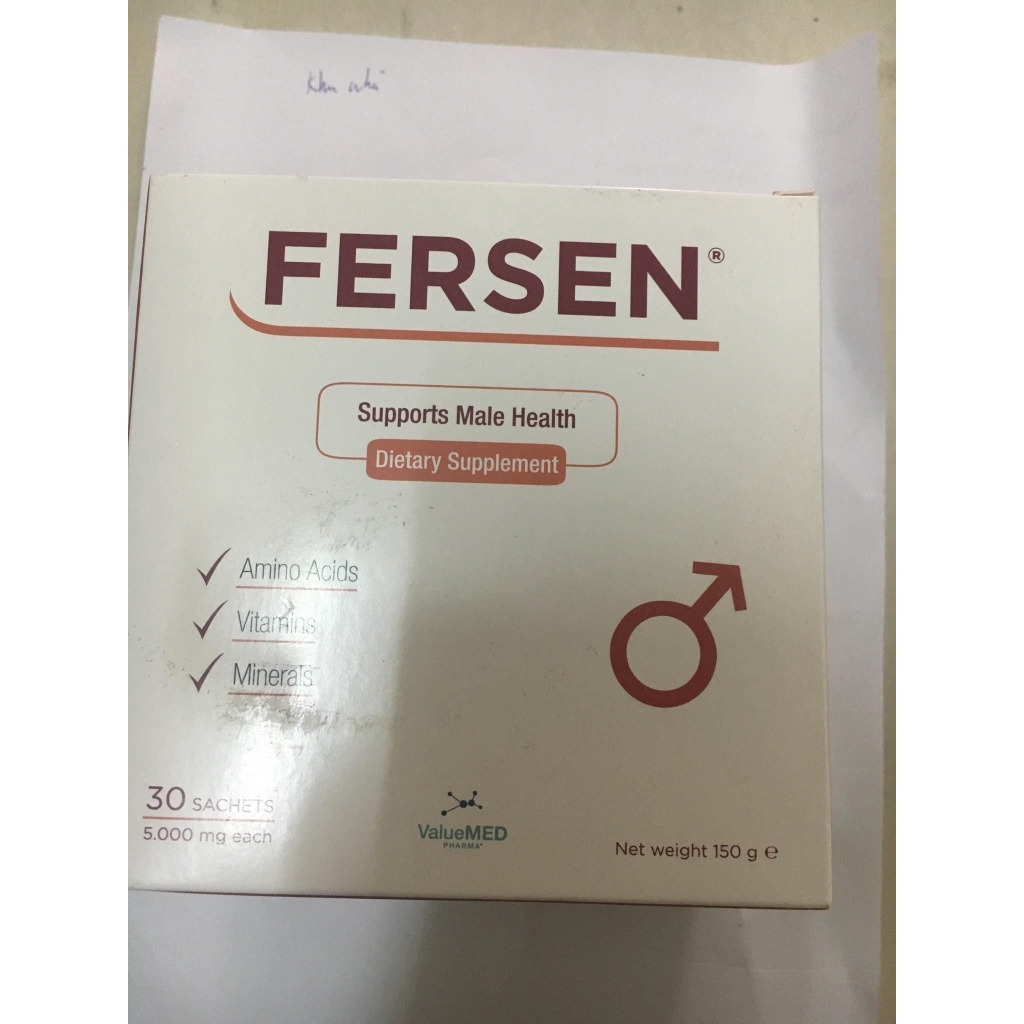 FERSEN®
Supports Male Health
Dietary Supplement
Amino Acids
Vitamins
Minerals
30 SACHETS
5.000 mg each
ValueMED
PHARMA
Net weight 150 g ℮